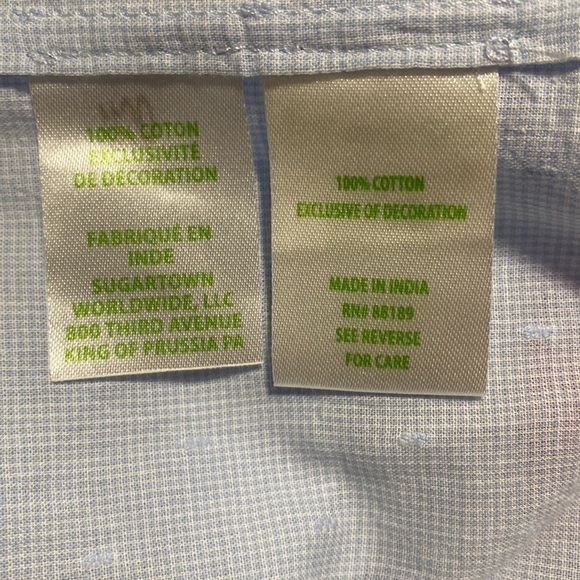 100% COTON
EXCLUSIVITÉ
DE DÉCORATION
FABRIQUÉ EN
INDE
SUGARTOWN
WORLDWIDE, LLC
800 THIRD AVENUE
KING OF PRUSSIA PA
100% COTTON
EXCLUSIVE OF DECORATION
MADE IN INDIA
RN# 88189
SEE REVERSE
FOR CARE